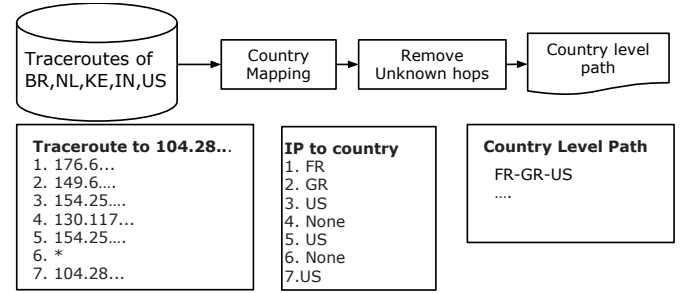 Traceroutes of
BR,NL,KE,IN,US
Country
Mapping
Remove
Unknown hops
Country level
path
Traceroute to 104.28...
1. 176.6...
2. 149.6....
3. 154.25....
4. 130.117...
5. 154.25....
6. *
7. 104.28...
IP to country
1. FR
2. GR
3. US
4. None
5. US
6. None
7.US
Country Level Path
FR-GR-US
....